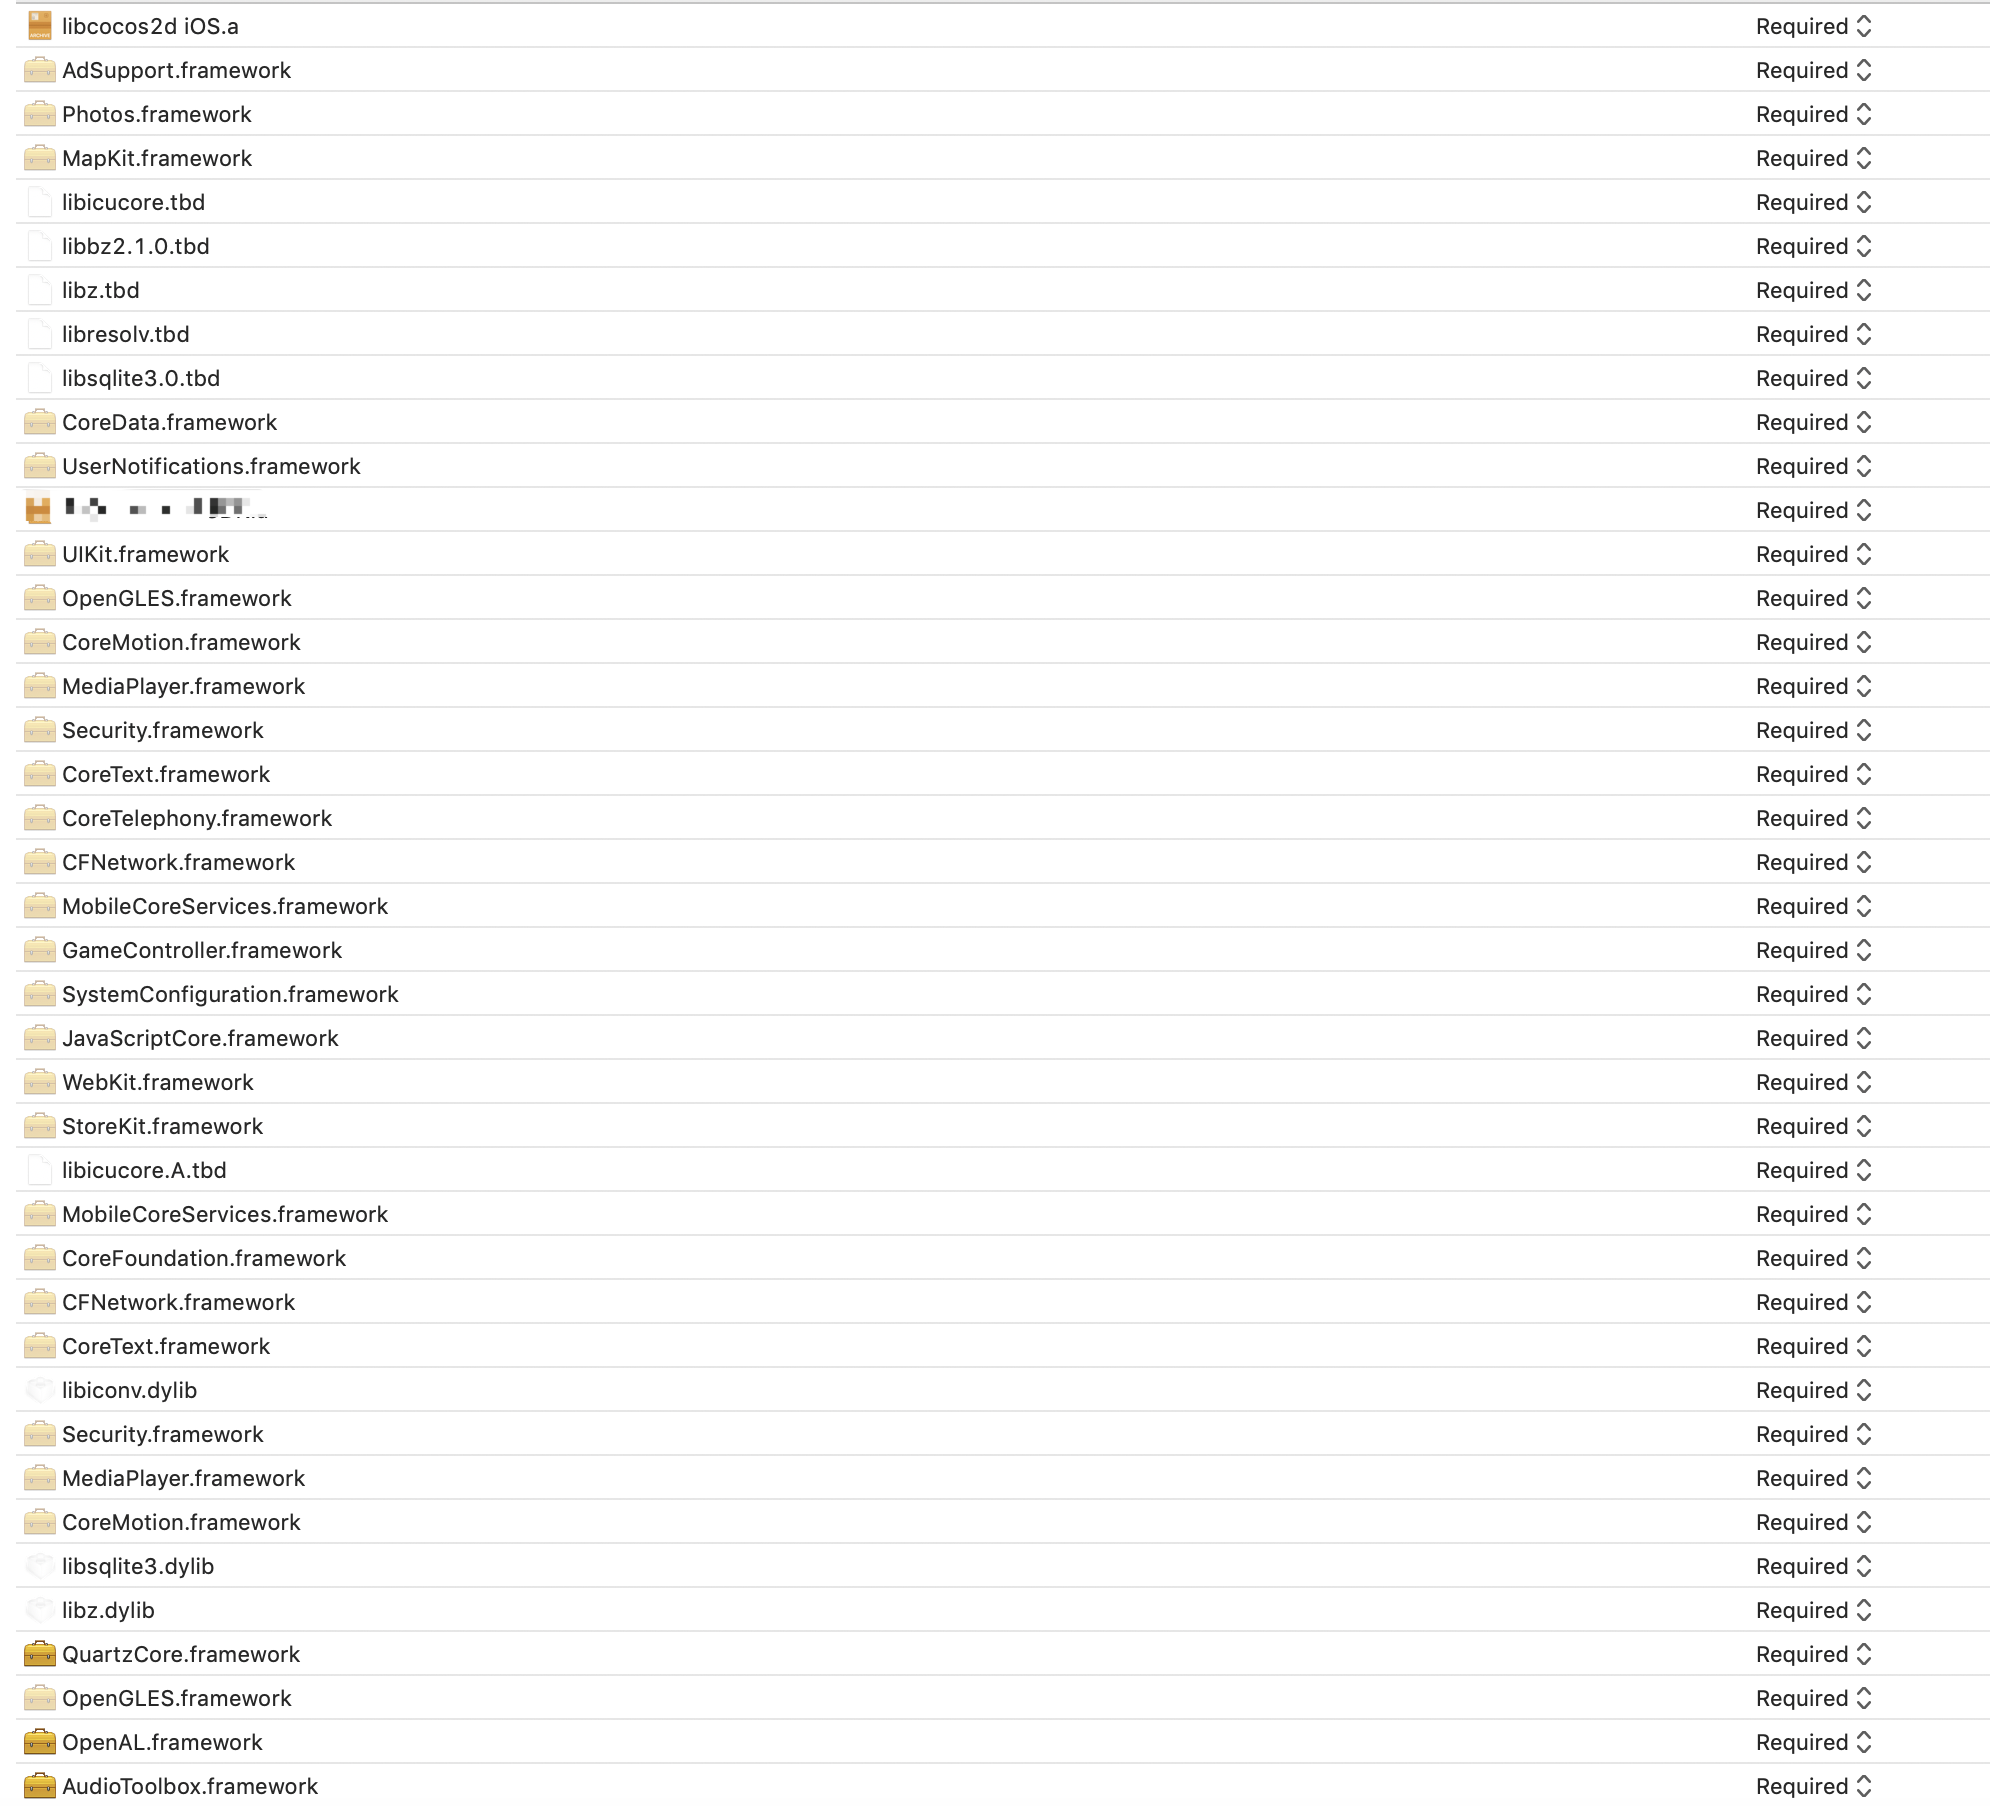 libcocos2d iOS.a Required
AdSupport.framework Required
Photos.framework Required
MapKit.framework Required
libicucore.tbd Required
libbz2.1.0.tbd Required
libz.tbd Required
libresolv.tbd Required
libsqlite3.0.tbd Required
CoreData.framework Required
UserNotifications.framework Required
Required
UIKit.framework Required
OpenGLES.framework Required
CoreMotion.framework Required
MediaPlayer.framework Required
Security.framework Required
CoreText.framework Required
CoreTelephony.framework Required
CFNetwork.framework Required
MobileCoreServices.framework Required
GameController.framework Required
SystemConfiguration.framework Required
JavaScriptCore.framework Required
WebKit.framework Required
StoreKit.framework Required
libicucore.A.tbd Required
MobileCoreServices.framework Required
CoreFoundation.framework Required
CFNetwork.framework Required
CoreText.framework Required
libiconv.dylib Required
Security.framework Required
MediaPlayer.framework Required
CoreMotion.framework Required
libsqlite3.dylib Required
libz.dylib Required
QuartzCore.framework Required
OpenGLES.framework Required
OpenAL.framework Required
AudioToolbox.framework Required